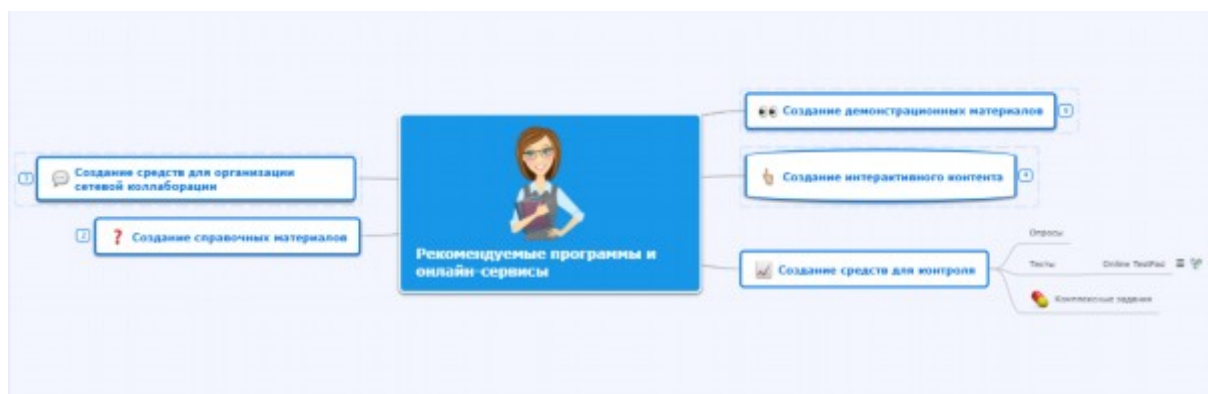 Создание демонстрационных материалов
Создание средств для организации
сетевой коллаборации
Создание интерактивного контента
2
Создание справочных материалов
Рекомендуемые программы и
онлайн-сервисы
Создание средств для контроля
Опросы
Тесты
Online TestPad
Комплексные задания